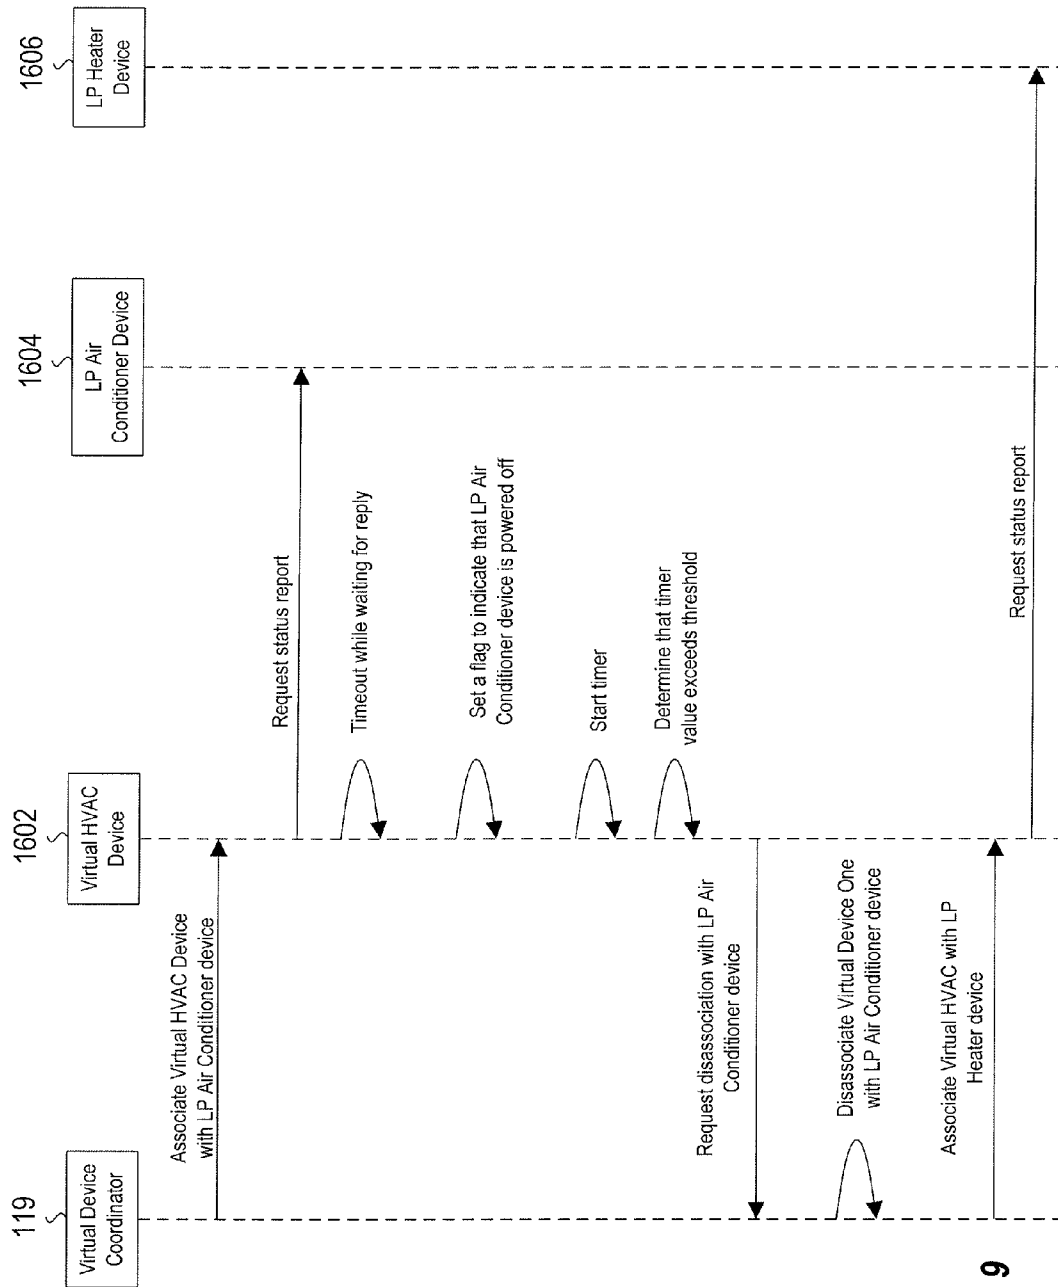 119
Virtual Device
Coordinator
1602
Virtual HVAC
Device
1604
LP Air
Conditioner Device
1606
LP Heater
Device
Associate Virtual HVAC Device
with LP Air Conditioner device
Request status report
Timeout while waiting for reply
Set a flag to indicate that LP Air
Conditioner device is powered off
Start timer
Determine that timer
value exceeds threshold
Request disassociation with LP Air
Conditioner device
Disassociate Virtual Device One
with LP Air Conditioner device
Associate Virtual HVAC with LP
Heater device
Request status report